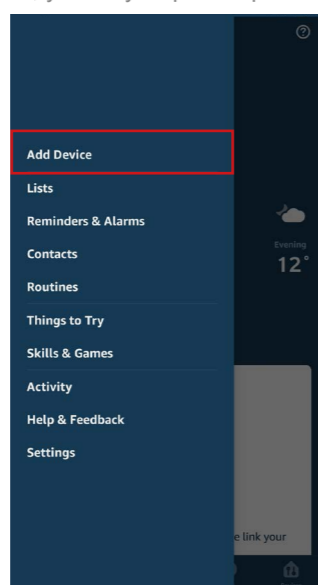 ?
Add Device
Lists
Reminders & Alarms
Contacts
Evening
12°
Routines
Things to Try
Skills & Games
Activity
Help & Feedback
Settings
e link your